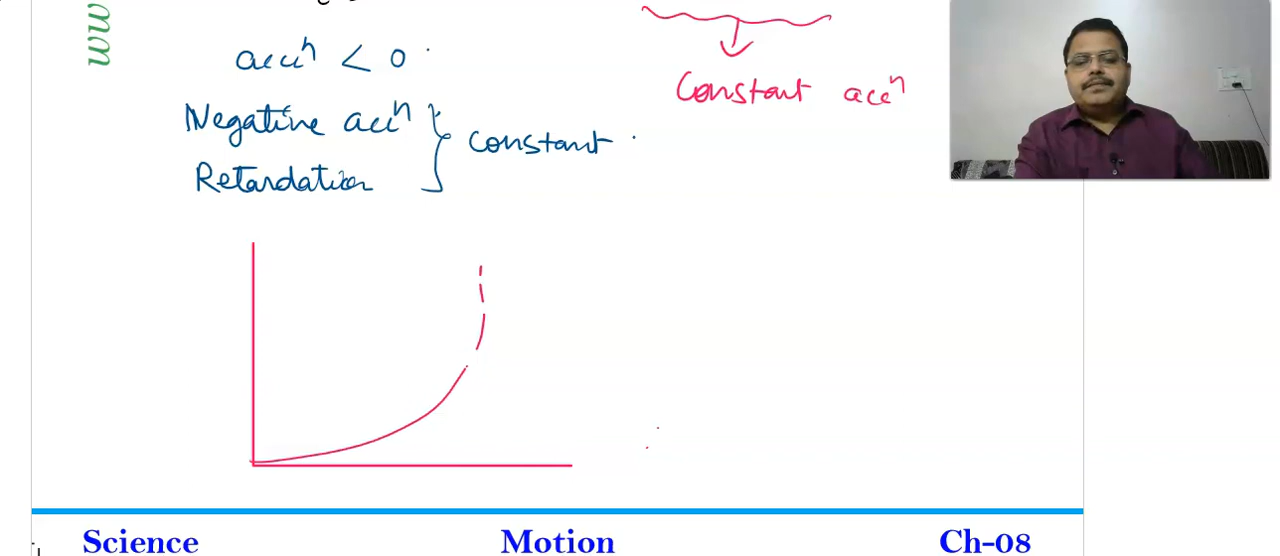 accⁿ < 0
Negative accⁿ } constant
Retardation
Constant accⁿ
Science Motion Ch-08